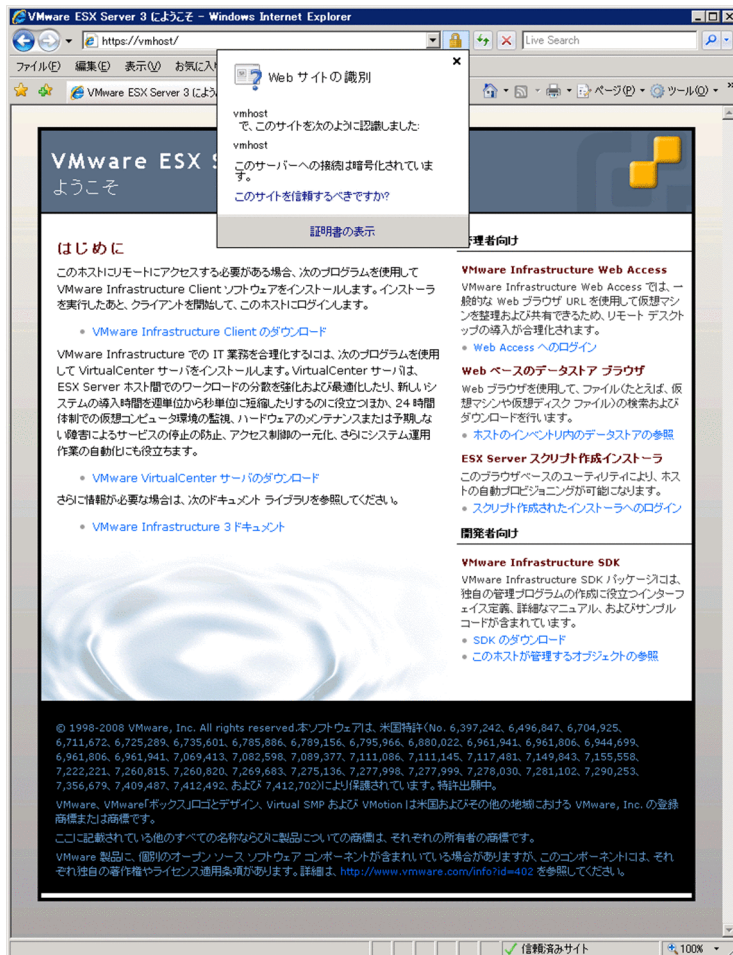 VMware ESX Server 3 にようこそ - Windows Internet Explorer
https://vmhost/
Live Search
ファイル(F) 編集(E) 表示(V) お気に入
VMware ESX Server 3 にようこ
ページ(P) ツール(O)
Web サイトの識別
vmhost
で、このサイトを次のように認識しました:
vmhost
このサーバーへの接続は暗号化されていま
す。
このサイトを信頼するべきですか?
証明書の表示
VMware ESX S
ようこそ
はじめに
このホストにリモートにアクセスする必要がある場合、次のプログラムを使用して
VMware Infrastructure Client ソフトウェアをインストールします。インストーラ
を実行したあと、クライアントを開始して、このホストにログインします。
VMware Infrastructure Client のダウンロード
VMware Infrastructure での IT 業務を合理化するには、次のプログラムを使用
して VirtualCenter サーバをインストールします。VirtualCenter サーバは、
ESX Server ホスト間でのワークロードの分散を強化および最適化したり、新しいシ
ステムの導入時間を週単位から秒単位に短縮したりするのに役立つほか、24 時間
体制での仮想コンピュータ環境の監視、ハードウェアのメンテナンスまたは予期しな
い障害によるサービスの停止の防止、アクセス制御の一元化、さらにシステム運用
作業の自動化にも役立ちます。
VMware VirtualCenter サーバのダウンロード
さらに情報が必要な場合は、次のドキュメント ライブラリを参照してください。
VMware Infrastructure 3 ドキュメント
管理者向け
VMware Infrastructure Web Access
VMware Infrastructure Web Access では、一
般的な Web ブラウザ URL を使用して仮想マシ
ンを整理および共有できるため、リモート デスクト
ップの導入が合理化されます。
Web Access へのログイン
Web ベースのデータストア ブラウザ
Web ブラウザを使用して、ファイル(たとえば、仮
想マシンや仮想ディスク ファイル)の検索および
ダウンロードを行います。
ホストのインベントリ内のデータストアの参照
ESX Server スクリプト作成インストーラ
このブラウザベースのユーティリティにより、ホス
トの自動プロビジョニングが可能になります。
スクリプト作成されたインストーラへのログイン
開発者向け
VMware Infrastructure SDK
VMware Infrastructure SDK パッケージには、
独自の管理プログラムの作成に役立つインターフ
ェイス定義、詳細なマニュアル、およびサンプル
コードが含まれています。
SDK のダウンロード
このホストが管理するオブジェクトの参照
© 1998-2008 VMware, Inc. All rights reserved.本ソフトウェアは、米国特許(No. 6,397,242、6,496,847、6,704,925、
6,711,672、6,725,289、6,735,601、6,785,886、6,789,156、6,795,966、6,880,022、6,961,941、6,961,806、6,944,699、
6,961,806、6,961,941、7,069,413、7,082,598、7,089,377、7,111,086、7,111,145、7,117,481、7,149,843、7,155,558、
7,222,221、7,260,815、7,260,820、7,269,683、7,275,136、7,277,998、7,277,999、7,278,030、7,281,102、7,290,253、
7,356,679、7,409,487、7,412,492、および 7,412,702)により保護されています。特許出願中。
VMware、VMware「ボックス」ロゴとデザイン、Virtual SMP および VMotion は米国およびその他の地域における VMware, Inc. の登録
商標または商標です。
ここに記載されている他のすべての名称ならびに製品についての商標は、それぞれの所有者の商標です。
VMware 製品に、個別のオープン ソース ソフトウェア コンポーネントが含まれいている場合がありますが、このコンポーネントには、それ
ぞれ独自の著作権やライセンス適用条項があります。詳細は、http://www.vmware.com/info?id=402 を参照してください。
信頼済みサイト
100%